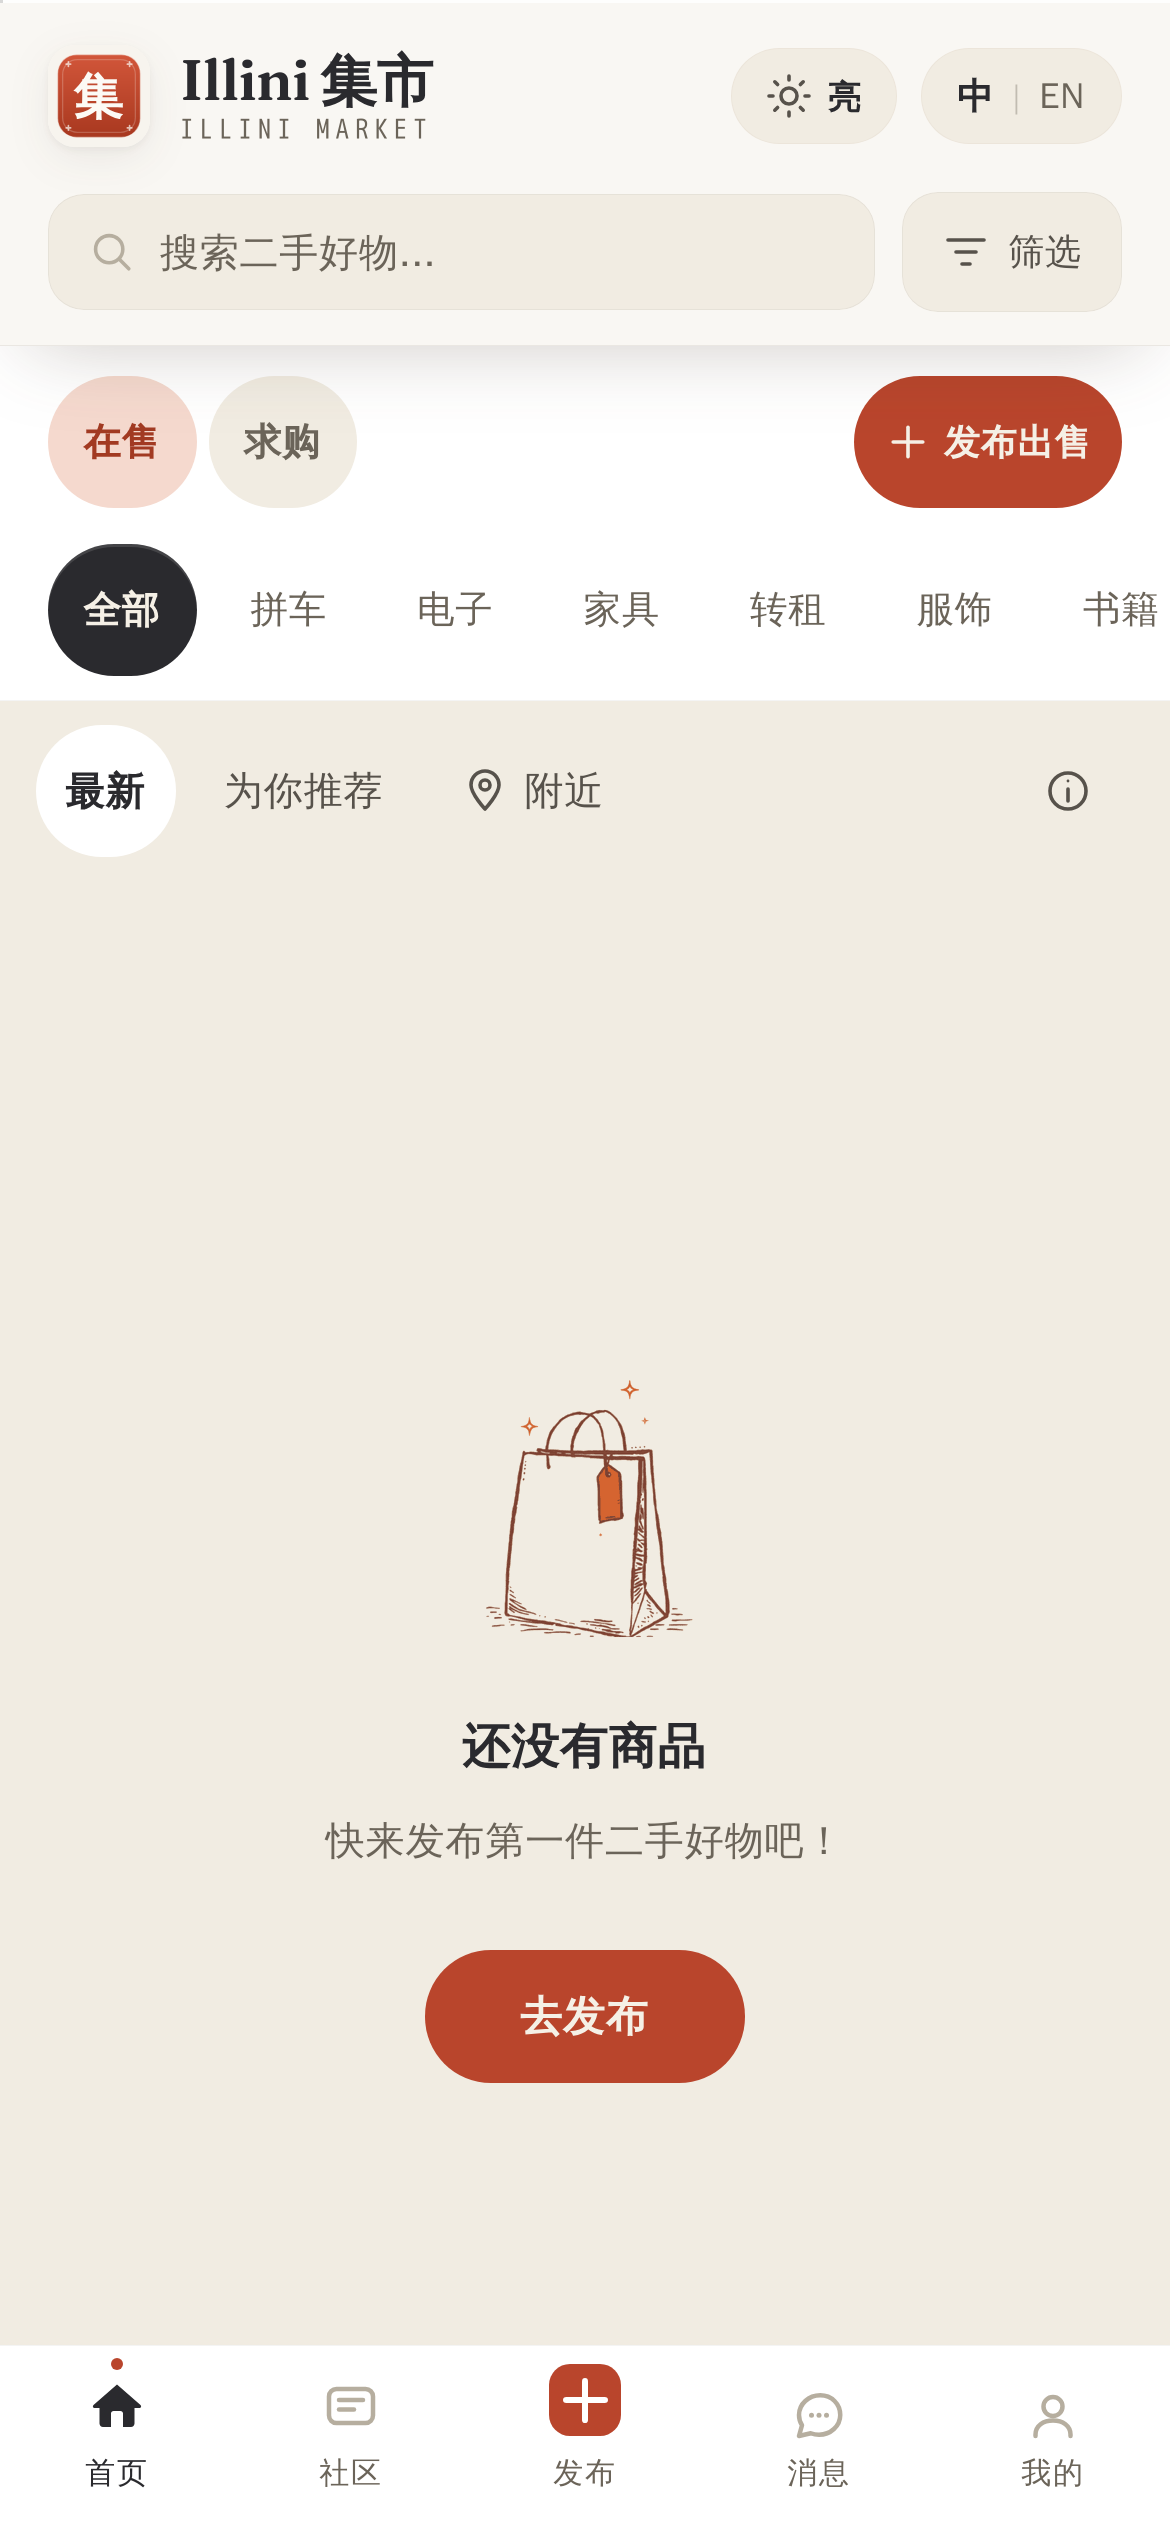 集
Illini 集市
ILLINI MARKET
亮
中 | EN
搜索二手好物...
筛选
在售 求购
发布出售
全部 拼车 电子 家具 转租 服饰 书籍
最新 为你推荐 附近
还没有商品
快来发布第一件二手好物吧！
去发布
首页 社区 发布 消息 我的